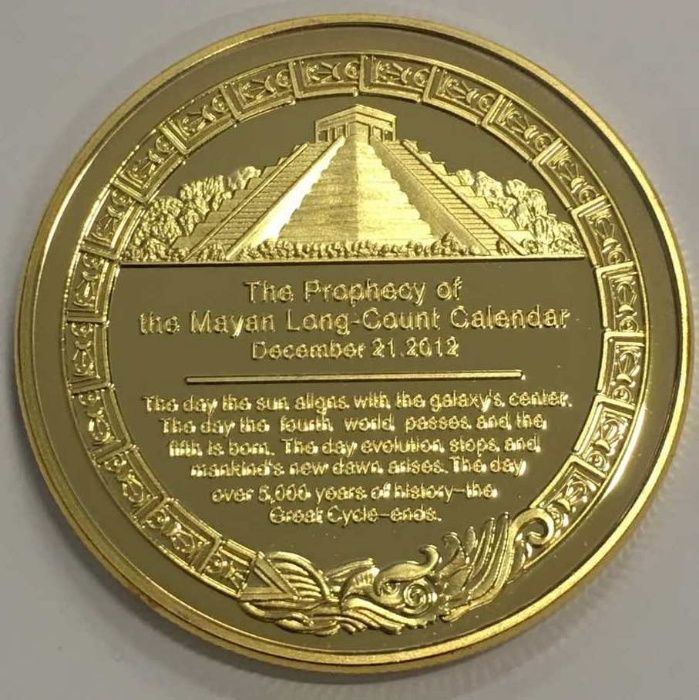 The Prophecy of
the Mayan Long-Count Calendar
December 21.2012
The day the sun aligns with the galaxy's center.
The day the fourth world passes and the
fifth is born. The day evolution stops and
mankind's new dawn arises. The day
over 5,000 years of history-the
Great Cycle-ends.